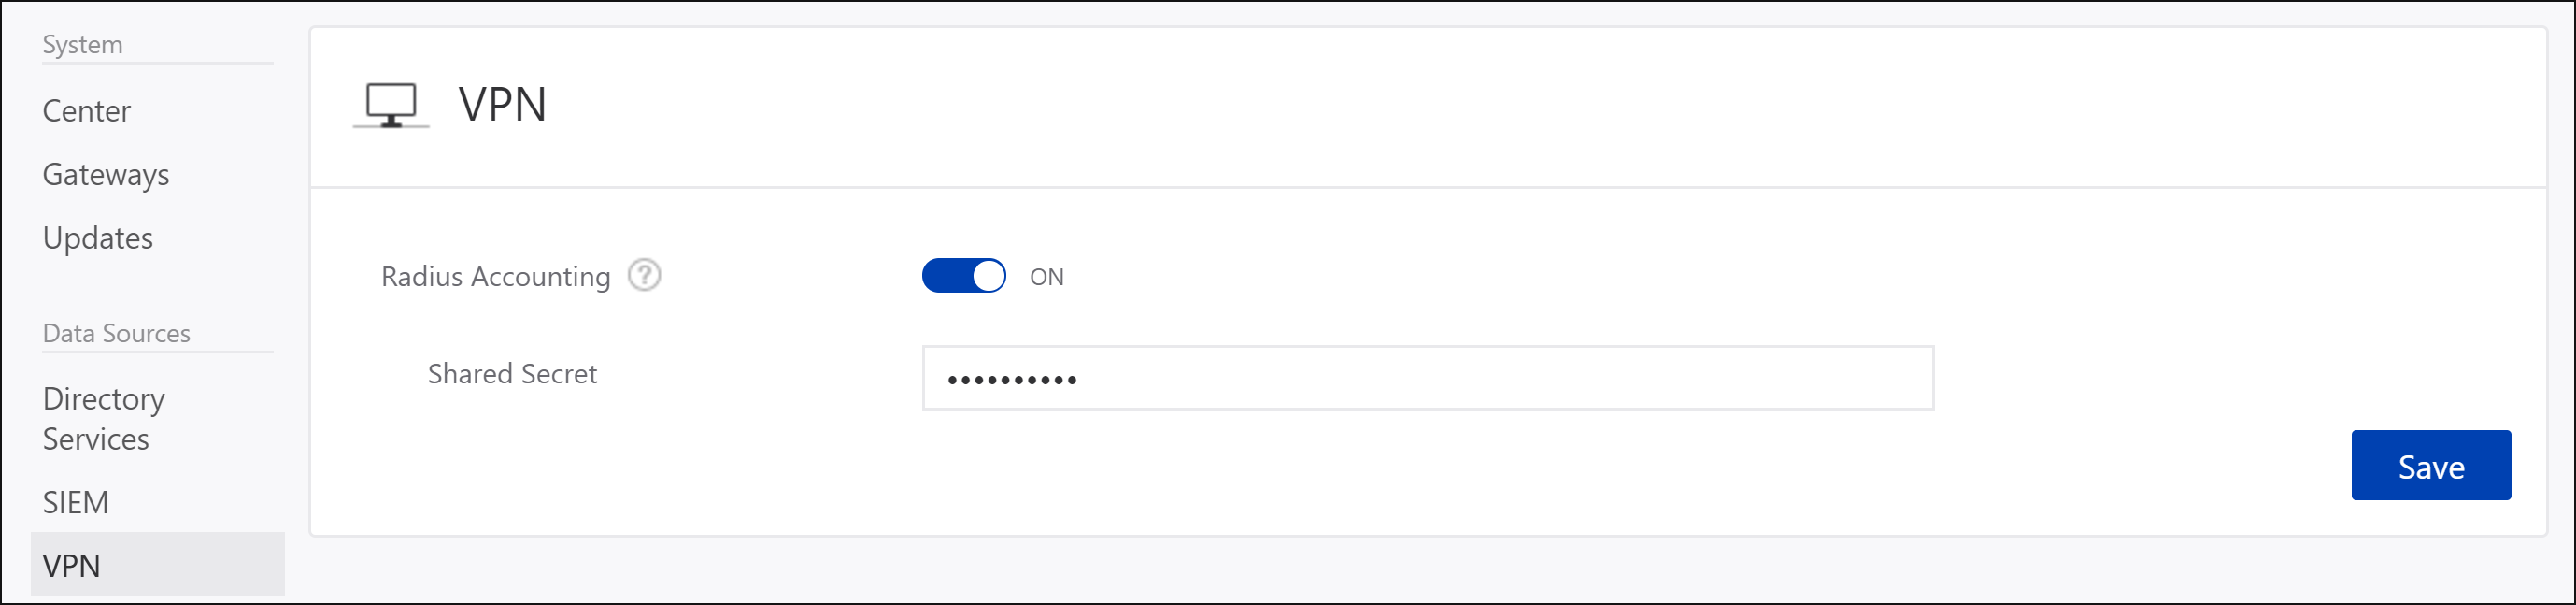 System
Center
Gateways
Updates
Data Sources
Directory
Services
SIEM
VPN
VPN
Radius Accounting ?
ON
Shared Secret
••••••••••
Save